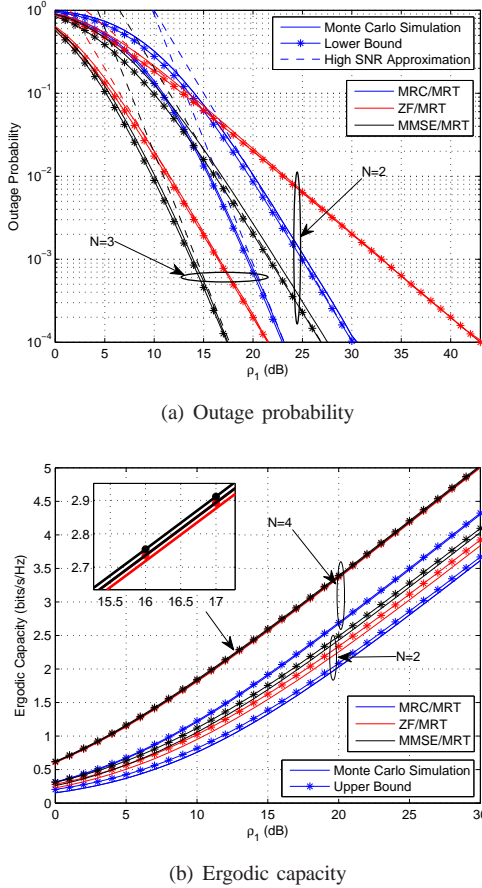 10^0
10^−1
10^−2
10^−3
10^−4
Outage Probability
Monte Carlo Simulation
Lower Bound
High SNR Approximation
MRC/MRT
ZF/MRT
MMSE/MRT
N=2
N=3
0 5 10 15 20 25 30 35 40
ρ1 (dB)
(a) Outage probability
5
4.5
4
3.5
3
2.5
2
1.5
1
0.5
0
Ergodic Capacity (bits/s/Hz)
2.9
2.8
2.7
15.5 16 16.5 17
N=4
N=2
MRC/MRT
ZF/MRT
MMSE/MRT
Monte Carlo Simulation
Upper Bound
0 5 10 15 20 25 30
ρ1 (dB)
(b) Ergodic capacity